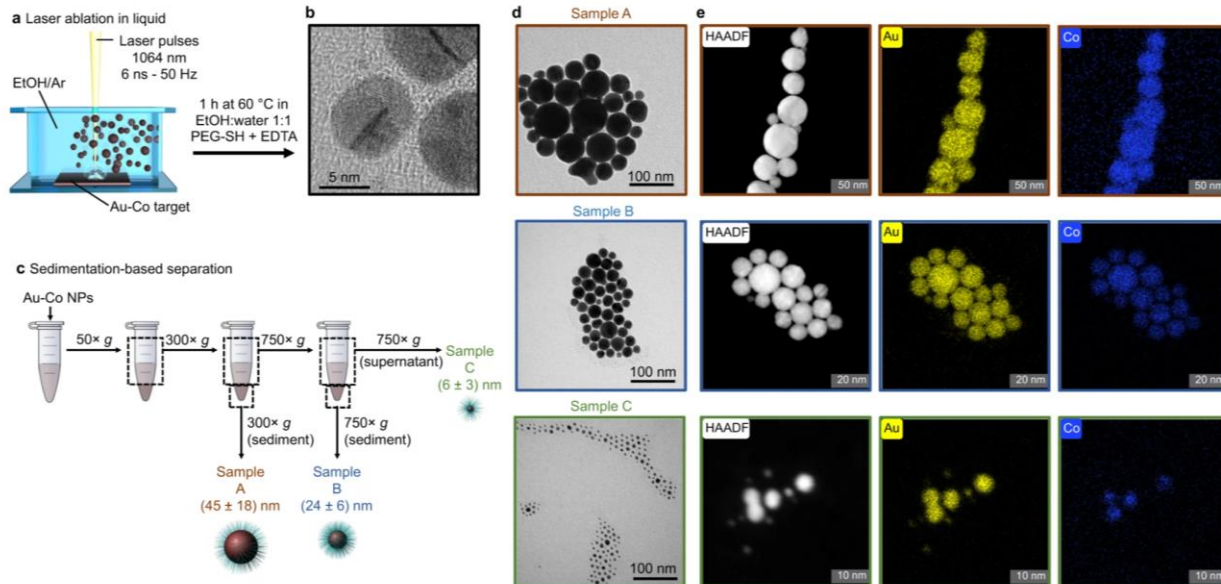 a Laser ablation in liquid
Laser pulses
1064 nm
6 ns - 50 Hz
EtOH/Ar
Au-Co target
1 h at 60 °C in
EtOH:water 1:1
PEG-SH + EDTA
b
5 nm
c Sedimentation-based separation
Au-Co NPs
50× g
300× g
750× g
750× g
(supernatant)
Sample
C
(6 ± 3) nm
300× g
(sediment)
750× g
(sediment)
Sample
A
(45 ± 18) nm
Sample
B
(24 ± 6) nm
d
Sample A
100 nm
Sample B
100 nm
Sample C
100 nm
e
HAADF
50 nm
Au
50 nm
Co
50 nm
HAADF
20 nm
Au
20 nm
Co
20 nm
HAADF
10 nm
Au
10 nm
Co
10 nm